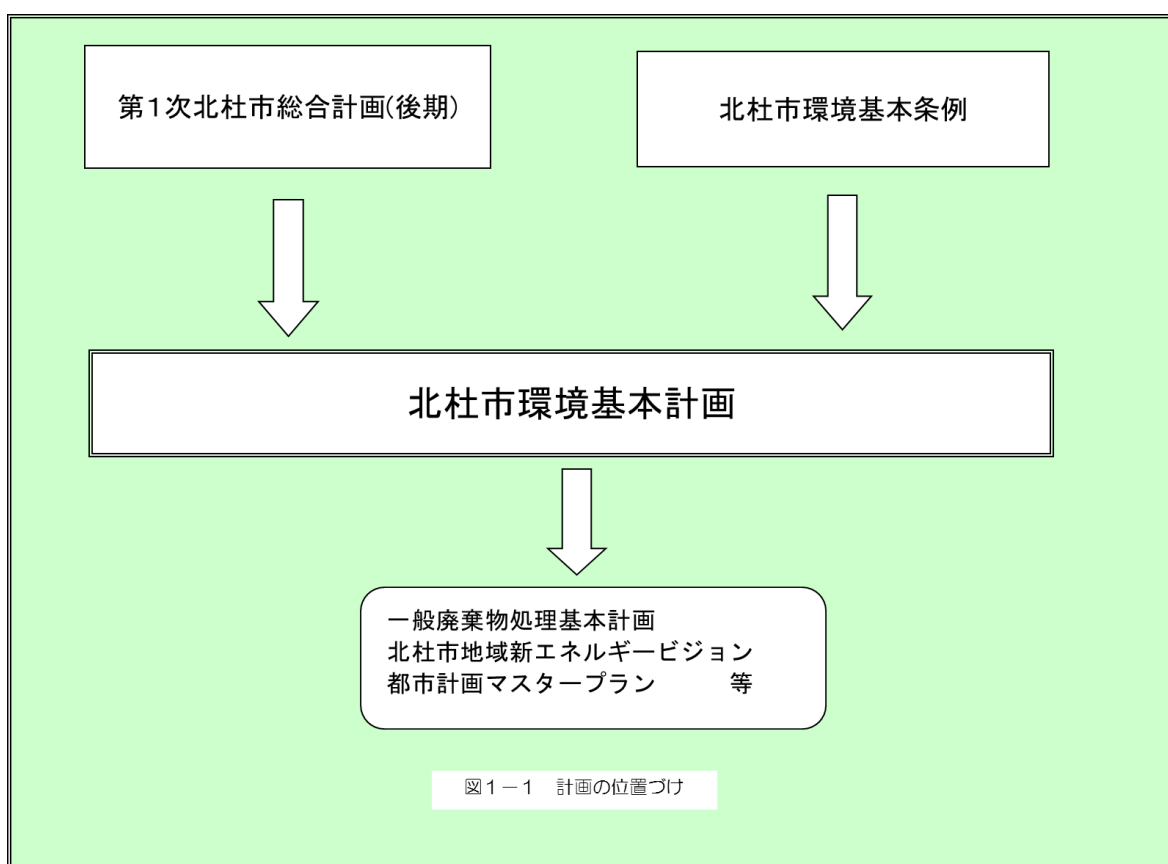 第1次北杜市総合計画(後期)
北杜市環境基本条例
北杜市環境基本計画
一般廃棄物処理基本計画
北杜市地域新エネルギービジョン
都市計画マスタープラン　　　等
図1－1　計画の位置づけ